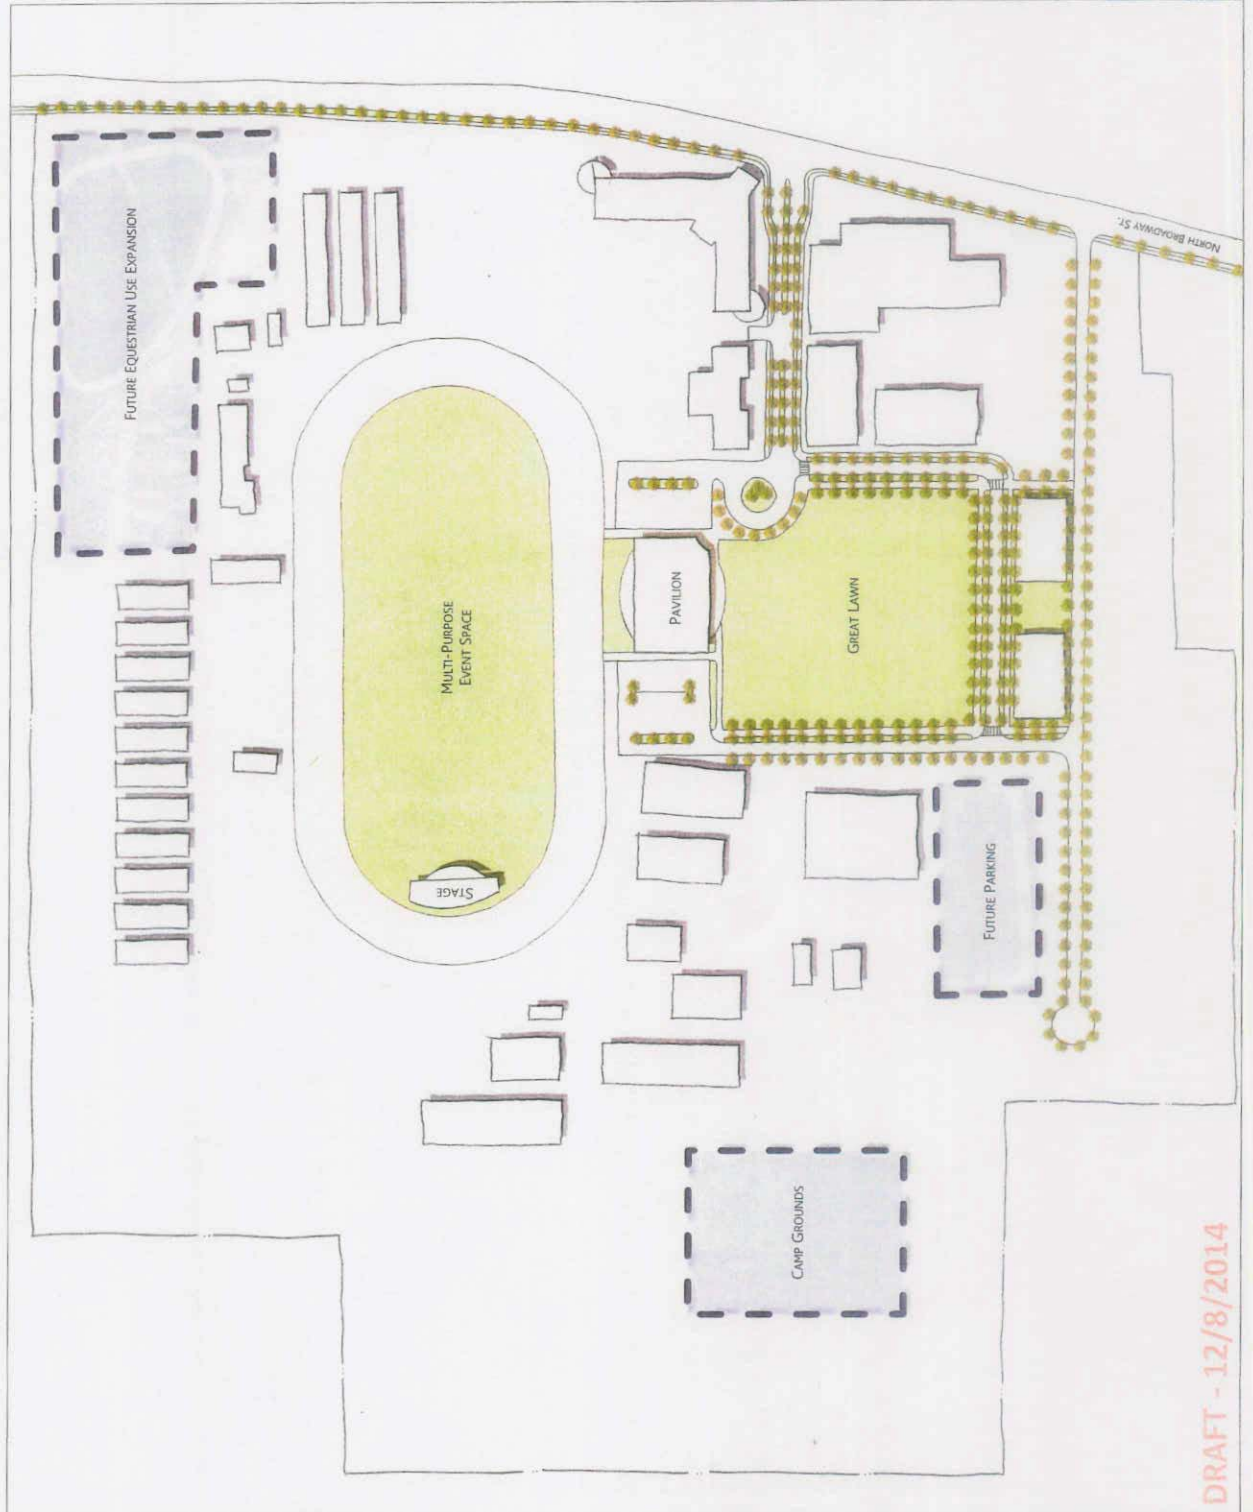 NORTH BROADWAY ST.
FUTURE EQUESTRIAN USE EXPANSION
MULTI-PURPOSE
EVENT SPACE
PAVILION
GREAT LAWN
STAGE
FUTURE PARKING
CAMP GROUNDS
DRAFT - 12/8/2014